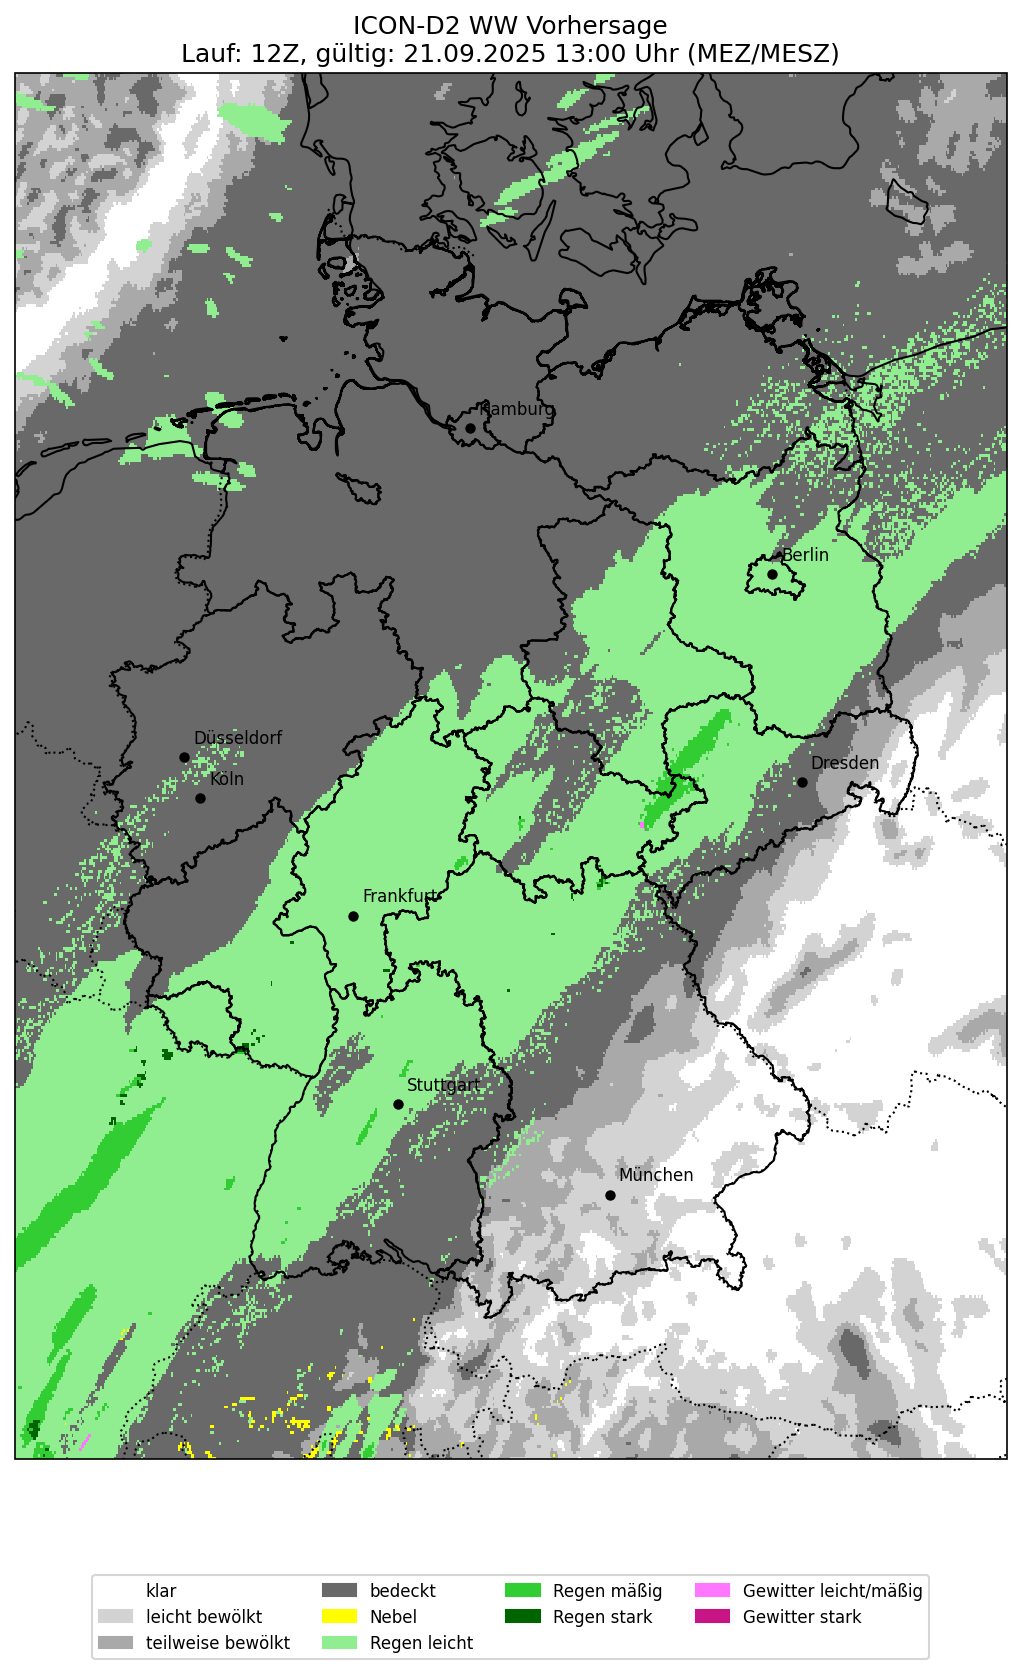 ICON-D2 WW Vorhersage
Lauf: 12Z, gültig: 21.09.2025 13:00 Uhr (MEZ/MESZ)
Hamburg
Berlin
Düsseldorf
Köln
Dresden
Frankfurt
Stuttgart
München
klar
leicht bewölkt
teilweise bewölkt
bedeckt
Nebel
Regen leicht
Regen mäßig
Regen stark
Gewitter leicht/mäßig
Gewitter stark